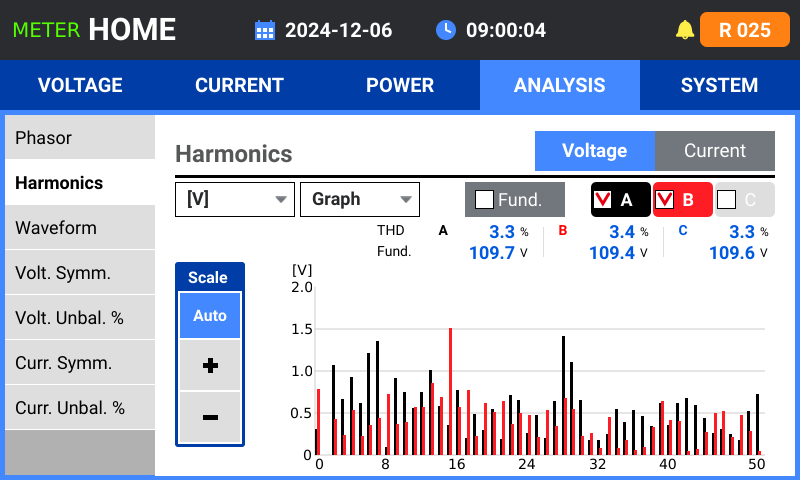 METER HOME 2024-12-06 09:00:04 R 025
VOLTAGE CURRENT POWER ANALYSIS SYSTEM
Phasor
Harmonics
Waveform
Volt. Symm.
Volt. Unbal. %
Curr. Symm.
Curr. Unbal. %
Harmonics Voltage Current
[V] Graph Fund. A B C
THD A 3.3 % B 3.4 % C 3.3 %
Fund. 109.7 V 109.4 V 109.6 V
Scale
Auto
+
−
[V]
2.0
1.5
1.0
0.5
0
0 8 16 24 32 40 50